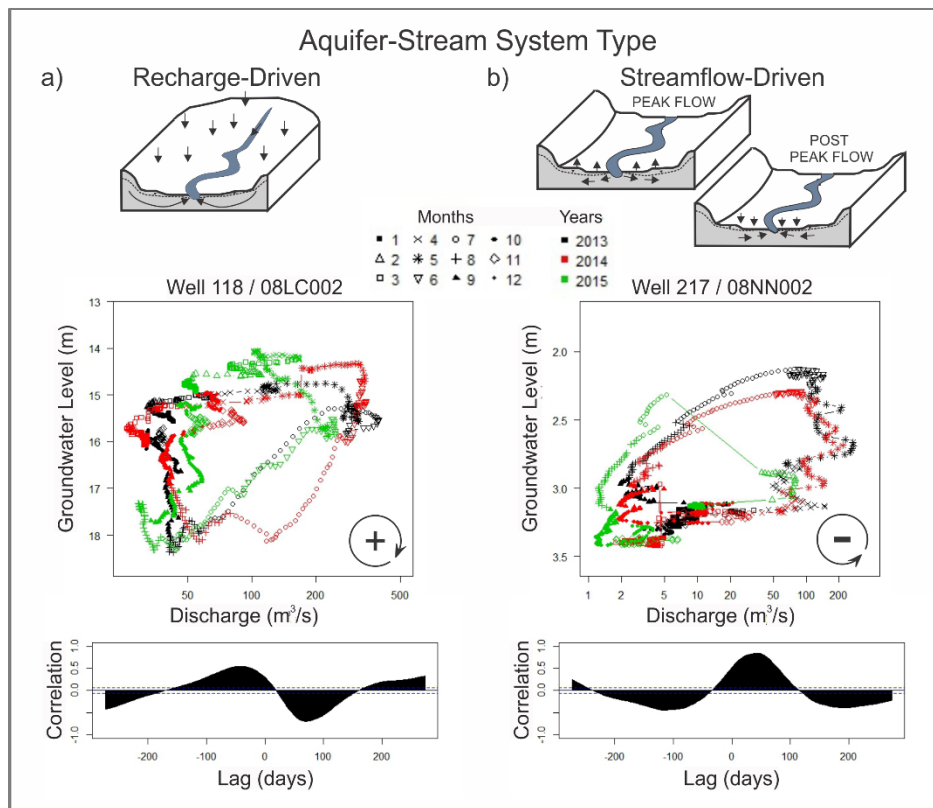 Aquifer-Stream System Type
a) Recharge-Driven
b) Streamflow-Driven
PEAK FLOW
POST
PEAK FLOW
Months Years
1 4 7 10 2013
2 5 8 11 2014
3 6 9 12 2015
Well 118 / 08LC002
Groundwater Level (m)
13
14
15
16
17
18
+
50 100 200 500
Discharge (m³/s)
Correlation
1.0
0.5
0.0
-1.0
-200 -100 0 100 200
Lag (days)
Well 217 / 08NN002
Groundwater Level (m)
2.0
2.5
3.0
3.5
-
1 2 5 10 20 50 100 200
Discharge (m³/s)
Correlation
1.0
0.5
0.0
-1.0
-200 -100 0 100 200
Lag (days)